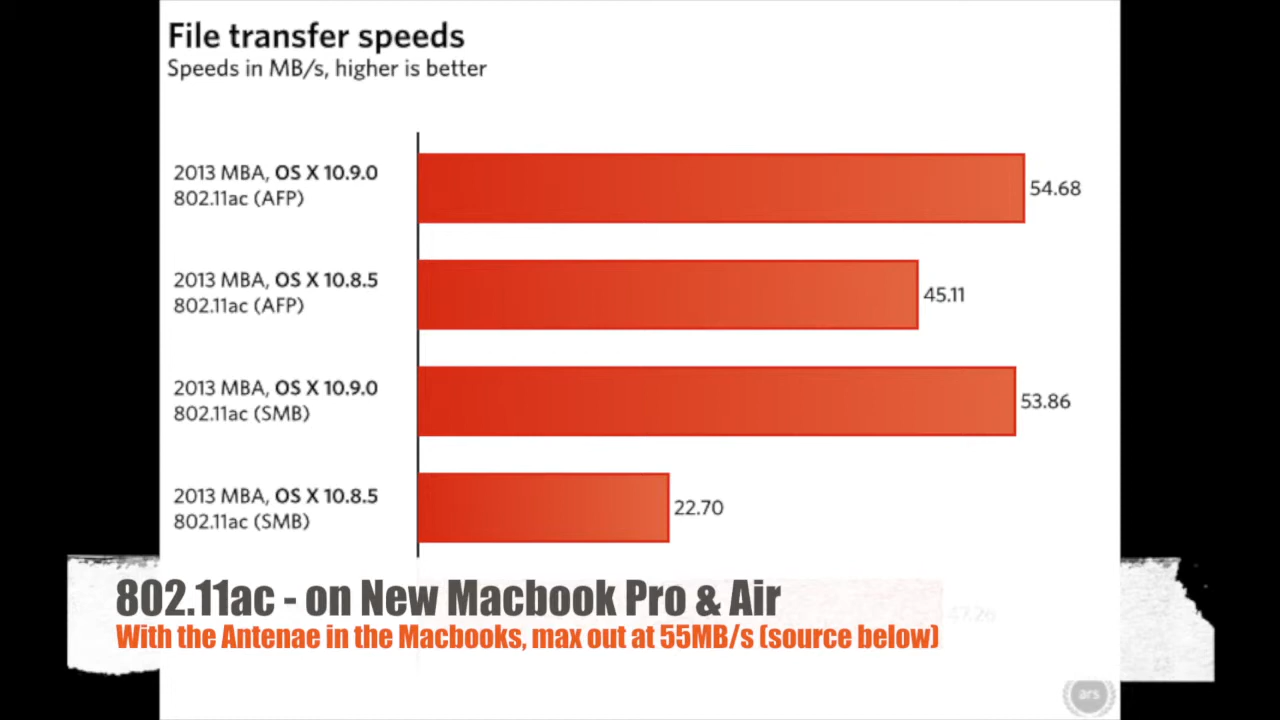 File transfer speeds
Speeds in MB/s, higher is better
2013 MBA, OS X 10.9.0
802.11ac (AFP)
54.68
2013 MBA, OS X 10.8.5
802.11ac (AFP)
45.11
2013 MBA, OS X 10.9.0
802.11ac (SMB)
53.86
2013 MBA, OS X 10.8.5
802.11ac (SMB)
22.70
47.26
802.11ac - on New Macbook Pro & Air
With the Antenae in the Macbooks, max out at 55MB/s (source below)
ars